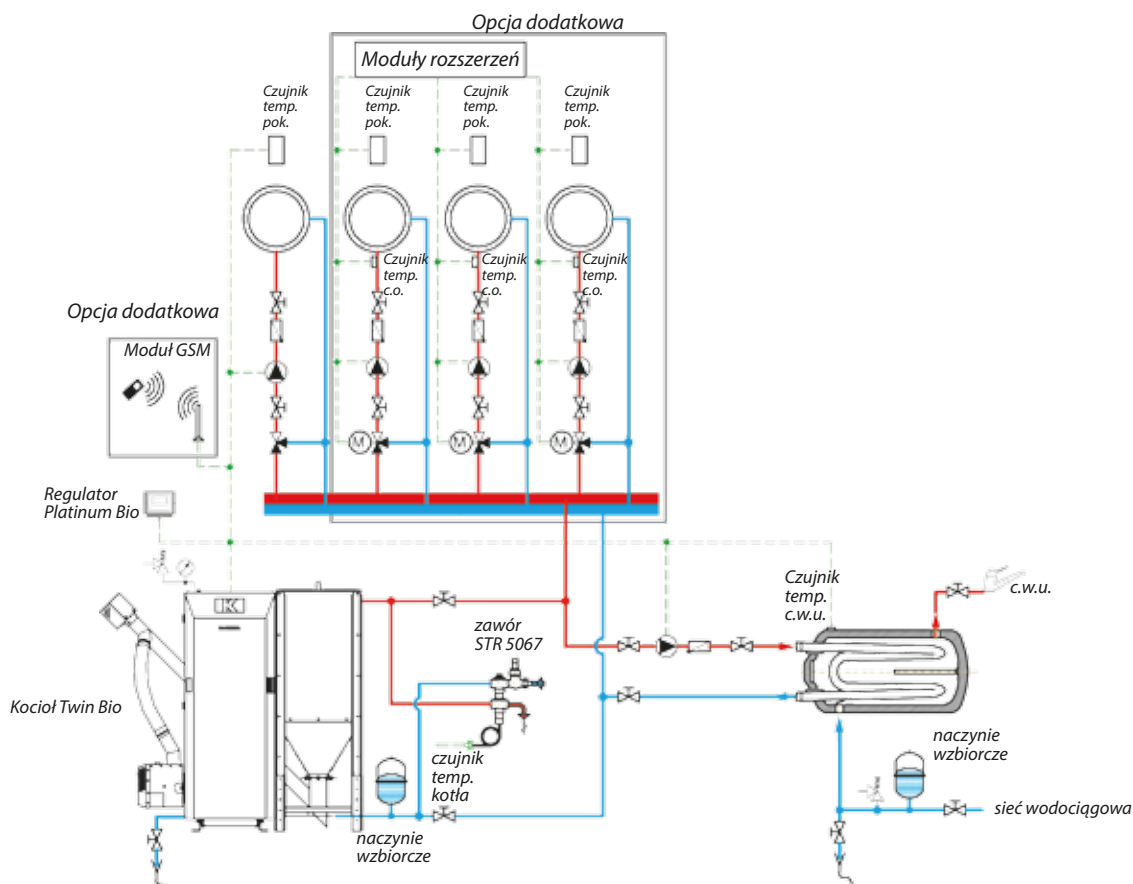 Opcja dodatkowa
Moduły rozszerzeń
Czujnik
temp.
pok.
Czujnik
temp.
pok.
Czujnik
temp.
pok.
Czujnik
temp.
pok.
Czujnik
temp.
c.o.
Czujnik
temp.
c.o.
Czujnik
temp.
c.o.
Opcja dodatkowa
Moduł GSM
M
M
M
Regulator
Platinum Bio
K
Kocioł Twin Bio
zawór
STR 5067
czujnik
temp.
kotła
naczynie
wzbiorcze
Czujnik
temp.
c.w.u.
c.w.u.
naczynie
wzbiorcze
sieć wodociągowa